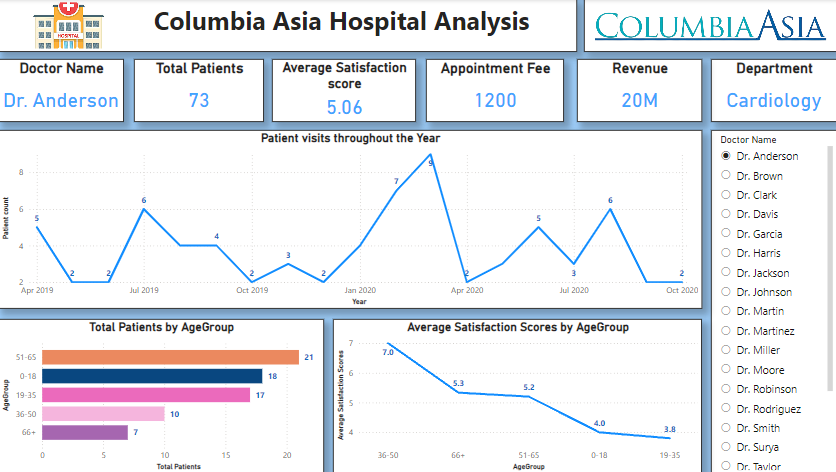 HOSPITAL
Columbia Asia Hospital Analysis
COLUMBIA ASIA
Doctor Name
Dr. Anderson
Total Patients
73
Average Satisfaction
score
5.06
Appointment Fee
1200
Revenue
20M
Department
Cardiology
Patient visits throughout the Year
Patient count
8
6
4
2
5
2
2
6
4
2
3
2
7
9
2
5
3
6
2
Apr 2019
Jul 2019
Oct 2019
Jan 2020
Apr 2020
Jul 2020
Oct 2020
Year
Doctor Name
Dr. Anderson
Dr. Brown
Dr. Clark
Dr. Davis
Dr. Garcia
Dr. Harris
Dr. Jackson
Dr. Johnson
Dr. Martin
Dr. Martinez
Dr. Miller
Dr. Moore
Dr. Robinson
Dr. Rodriguez
Dr. Smith
Dr. Surya
Dr. Taylor
Total Patients by AgeGroup
AgeGroup
51-65 21
0-18 18
19-35 17
36-50 10
66+ 7
0 5 10 15 20
Total Patients
Average Satisfaction Scores by AgeGroup
Average Satisfaction Scores
7
6
5
4
7.0
5.3
5.2
4.0
3.8
36-50
66+
51-65
0-18
19-35
AgeGroup